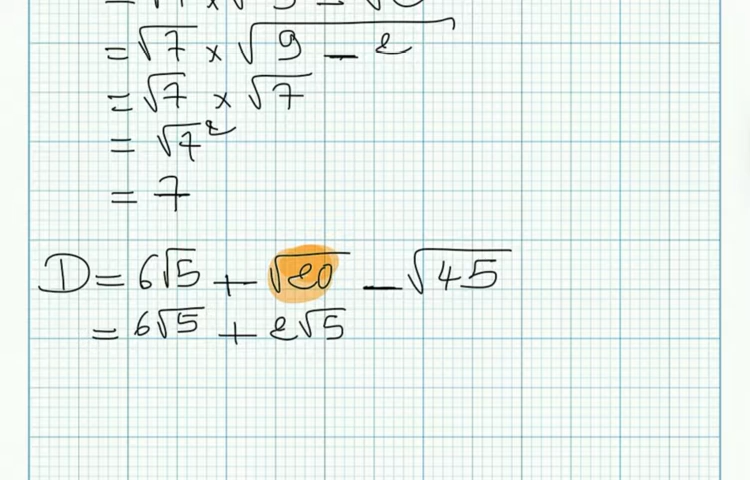 = √7 × √(9 − 2)
= √7 × √7
= √7²
= 7
D = 6√5 + √20 − √45
= 6√5 + 2√5